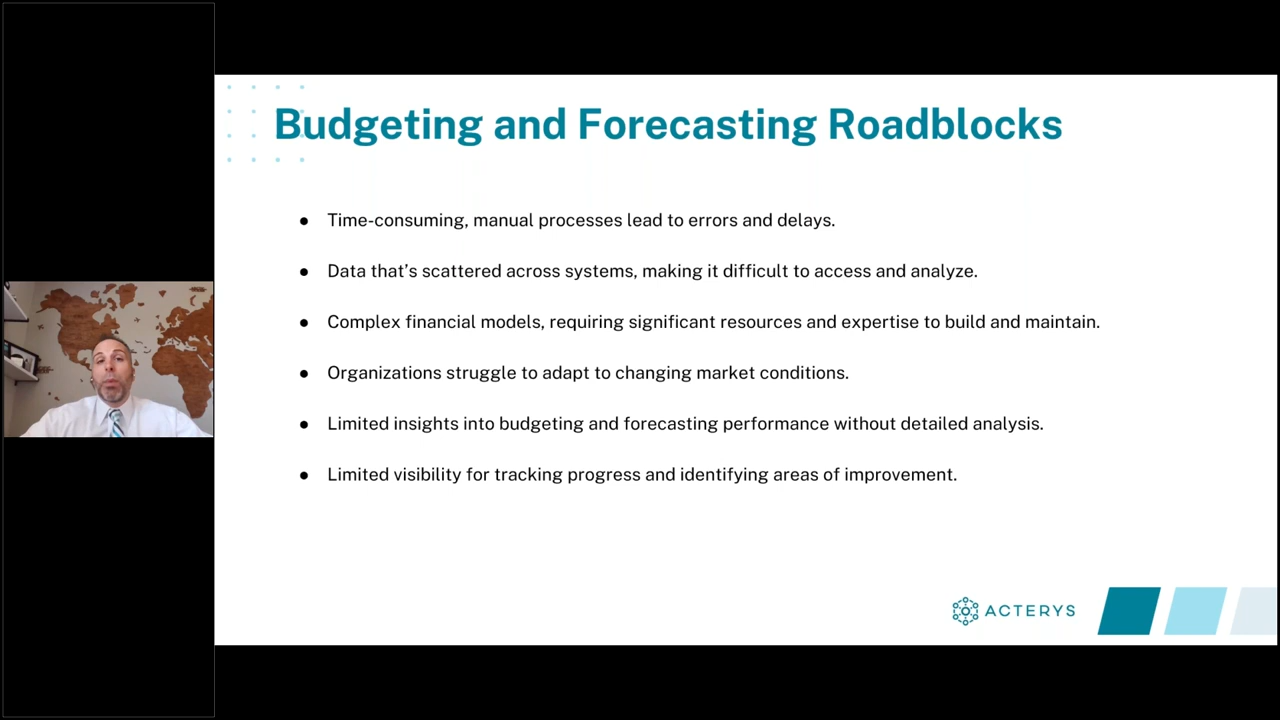 Budgeting and Forecasting Roadblocks
● Time-consuming, manual processes lead to errors and delays.
● Data that’s scattered across systems, making it difficult to access and analyze.
● Complex financial models, requiring significant resources and expertise to build and maintain.
● Organizations struggle to adapt to changing market conditions.
● Limited insights into budgeting and forecasting performance without detailed analysis.
● Limited visibility for tracking progress and identifying areas of improvement.
ACTERYS